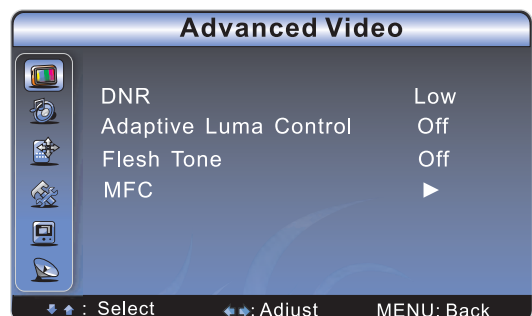 Advanced Video
DNR Low
Adaptive Luma Control Off
Flesh Tone Off
MFC ►
: Select : Adjust MENU: Back